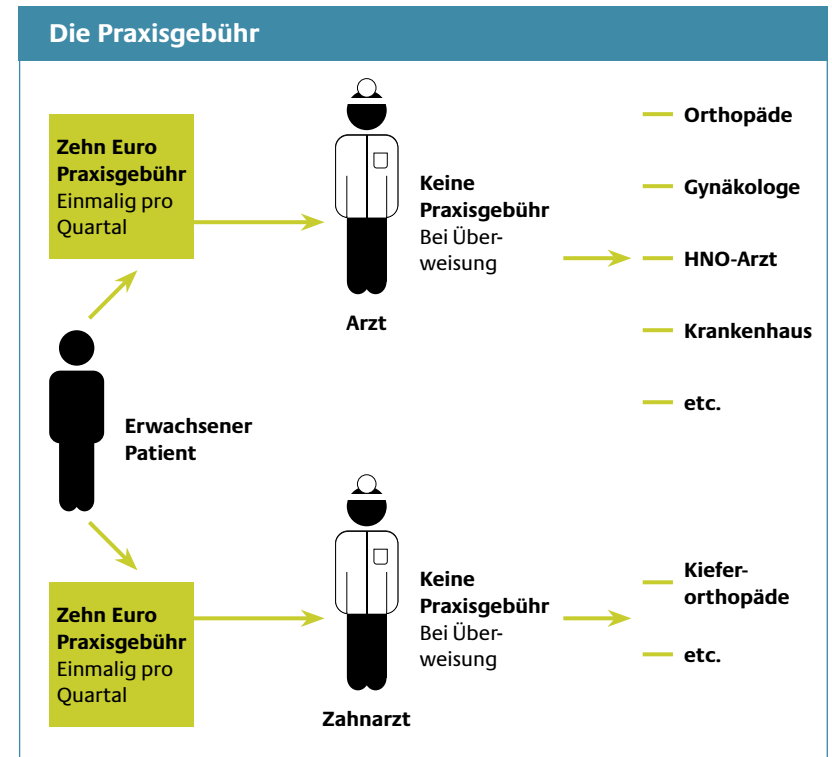 Die Praxisgebühr
Zehn Euro
Praxisgebühr
Einmalig pro
Quartal
Arzt
Keine
Praxisgebühr
Bei Über-
weisung
Orthopäde
Gynäkologe
HNO-Arzt
Krankenhaus
etc.
Erwachsener
Patient
Zehn Euro
Praxisgebühr
Einmalig pro
Quartal
Zahnarzt
Keine
Praxisgebühr
Bei Über-
weisung
Kiefer-
orthopäde
etc.